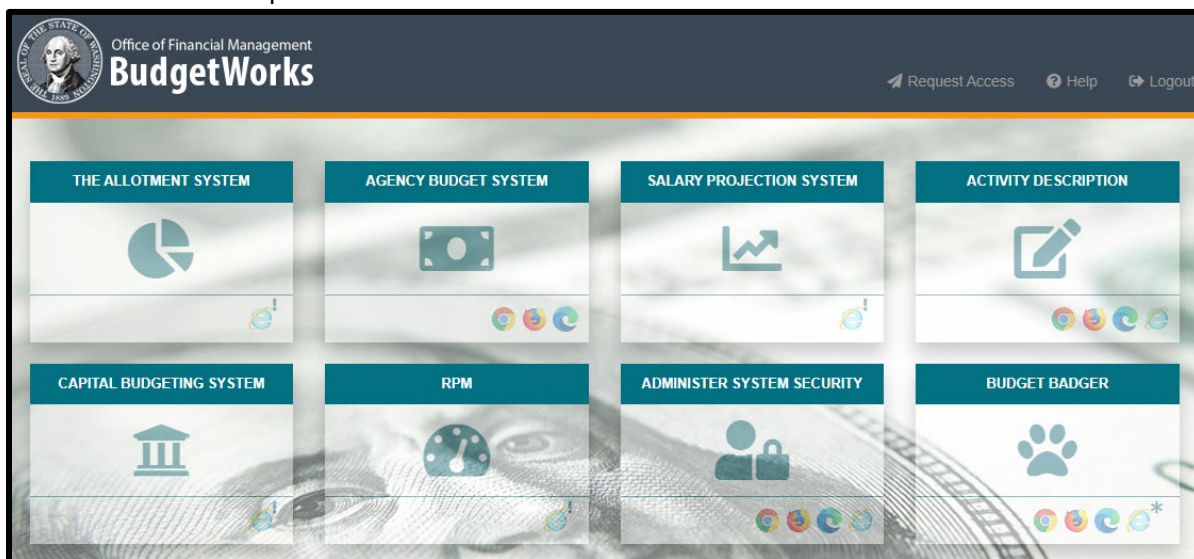 Office of Financial Management
BudgetWorks
Request Access Help Logout
THE ALLOTMENT SYSTEM AGENCY BUDGET SYSTEM SALARY PROJECTION SYSTEM ACTIVITY DESCRIPTION
! !
CAPITAL BUDGETING SYSTEM RPM ADMINISTER SYSTEM SECURITY BUDGET BADGER
! ! *